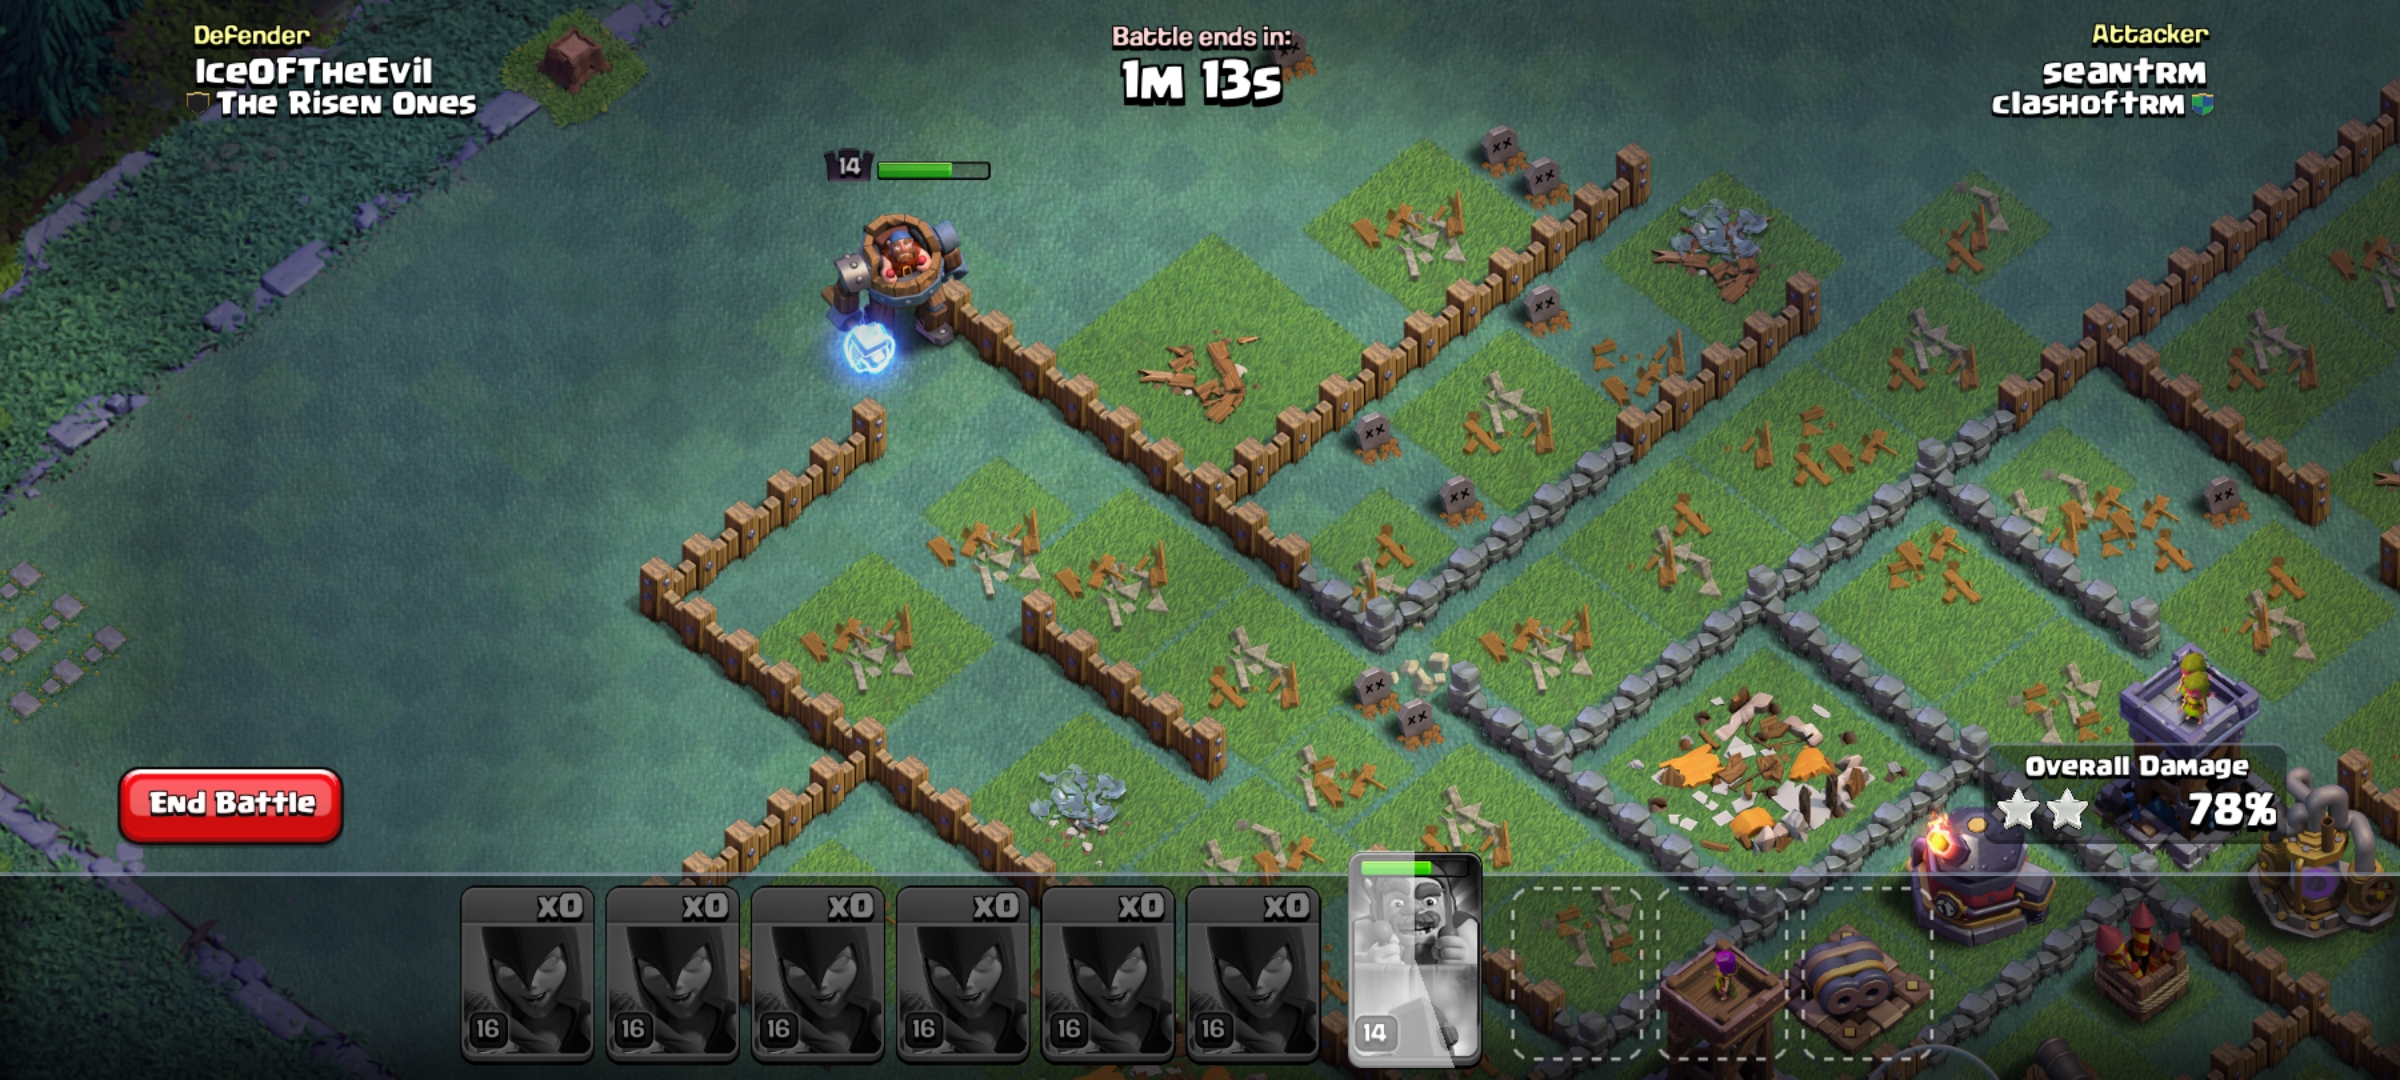 Defender
IceOFTheEvil
The Risen Ones
Battle ends in:
1M 13s
Attacker
seantRM
clashoftRM
14
End Battle
Overall Damage
78%
x0
x0
x0
x0
x0
x0
16
16
16
16
16
16
14